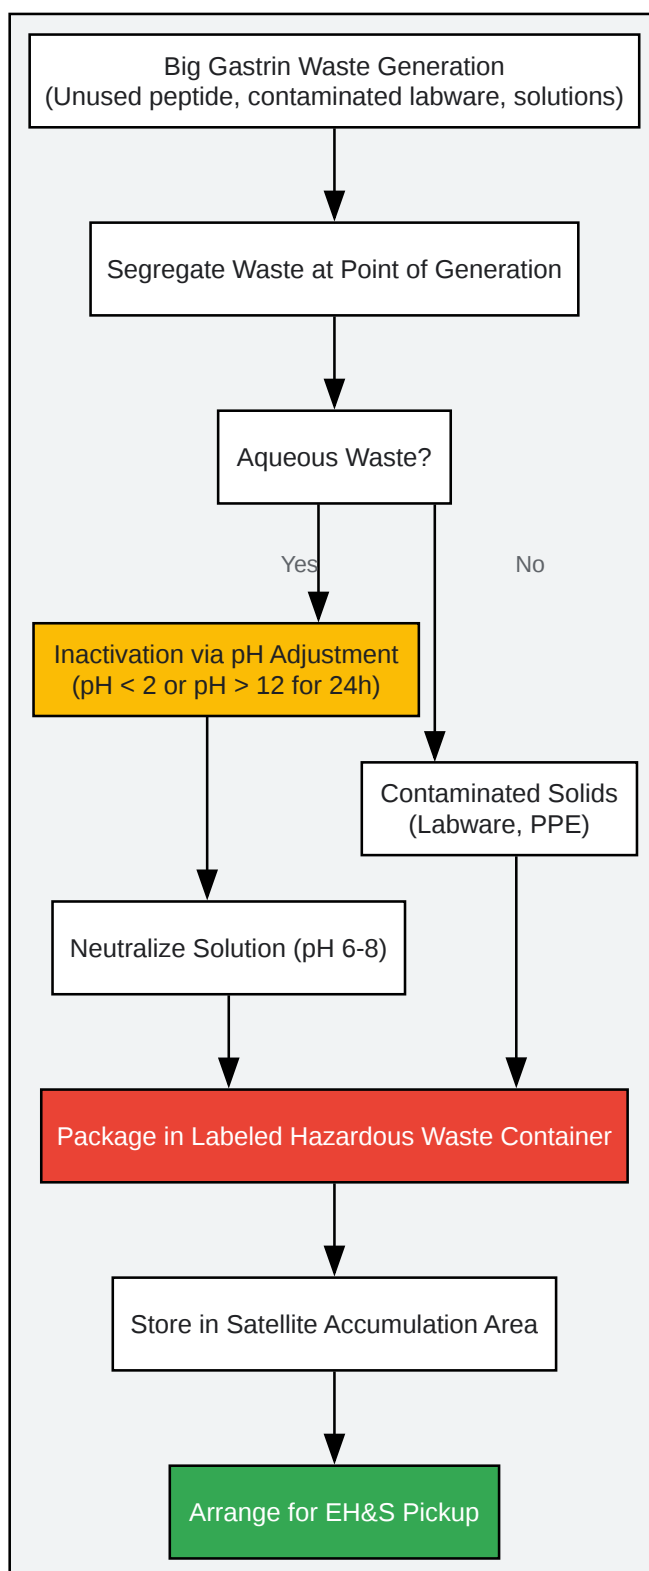 Big Gastrin Waste Generation
(Unused peptide, contaminated labware, solutions)
Segregate Waste at Point of Generation
Aqueous Waste?
Yes
No
Inactivation via pH Adjustment
(pH < 2 or pH > 12 for 24h)
Contaminated Solids
(Labware, PPE)
Neutralize Solution (pH 6-8)
Package in Labeled Hazardous Waste Container
Store in Satellite Accumulation Area
Arrange for EH&S Pickup